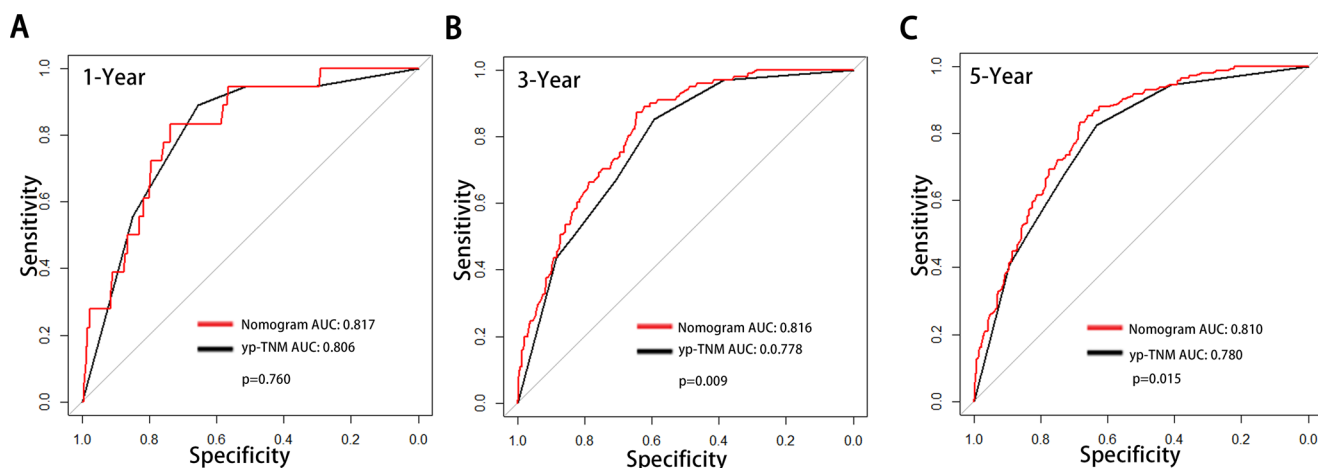 A
1-Year
Sensitivity
1.0
0.8
0.6
0.4
0.2
0.0
Nomogram AUC: 0.817
yp-TNM AUC: 0.806
p=0.760
1.0 0.8 0.6 0.4 0.2 0.0
Specificity
B
3-Year
Sensitivity
1.0
0.8
0.6
0.4
0.2
0.0
Nomogram AUC: 0.816
yp-TNM AUC: 0.0.778
p=0.009
1.0 0.8 0.6 0.4 0.2 0.0
Specificity
C
5-Year
Sensitivity
1.0
0.8
0.6
0.4
0.2
0.0
Nomogram AUC: 0.810
yp-TNM AUC: 0.780
p=0.015
1.0 0.8 0.6 0.4 0.2 0.0
Specificity